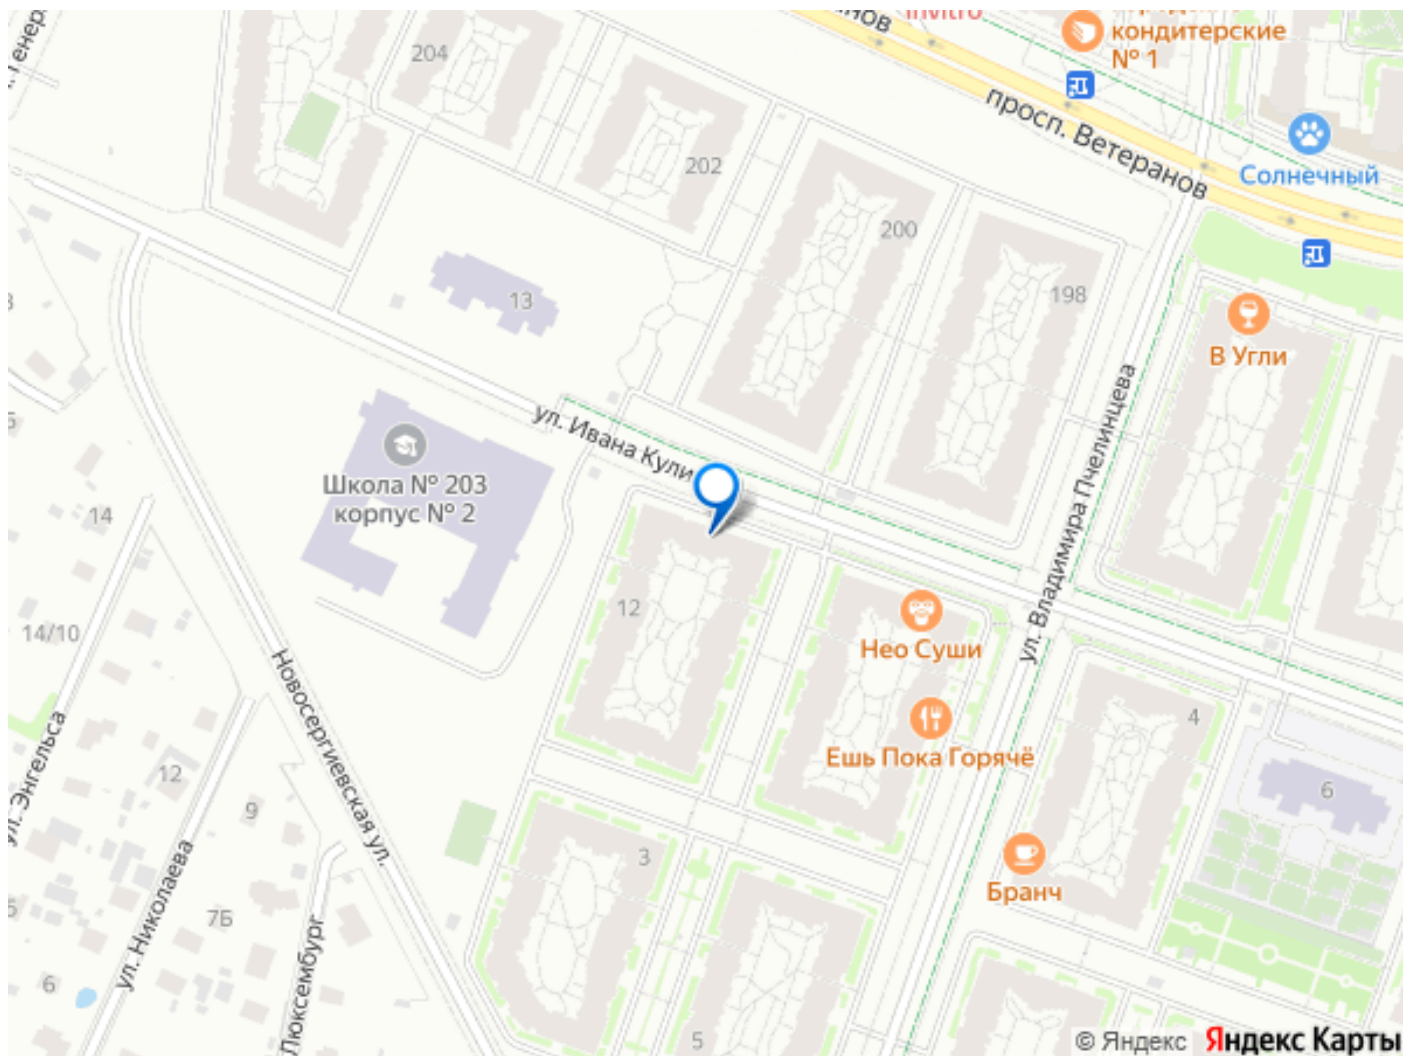 кондитерские
№ 1
204
просп. Ветеранов
Солнечный
202
200
198
13
В Угли
ул. Ивана Кули
Школа № 203
корпус № 2
ул. Владимира Пчелинцева
14
12
Нео Суши
14/10
Новосергиевская ул.
Ешь Пока Горячё
4
ул. Энгельса
12
9
6
3
Бранч
ул. Николаева
7Б
Люксембург
6
5
© Яндекс Яндекс Карты